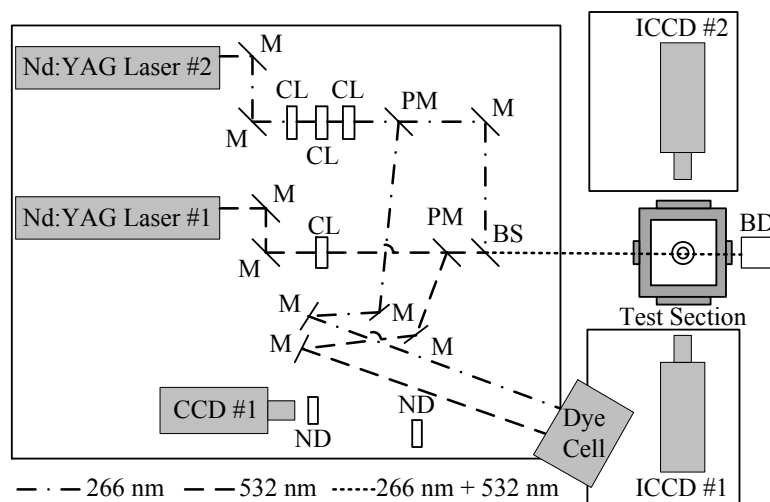 ICCD #2
M
Nd:YAG Laser #2
CL CL
PM
M
M
CL
Nd:YAG Laser #1
M
CL
PM
BS
BD
M
M
M
Test Section
M
M
CCD #1
ND
ND
Dye
Cell
ICCD #1
266 nm
532 nm
266 nm + 532 nm